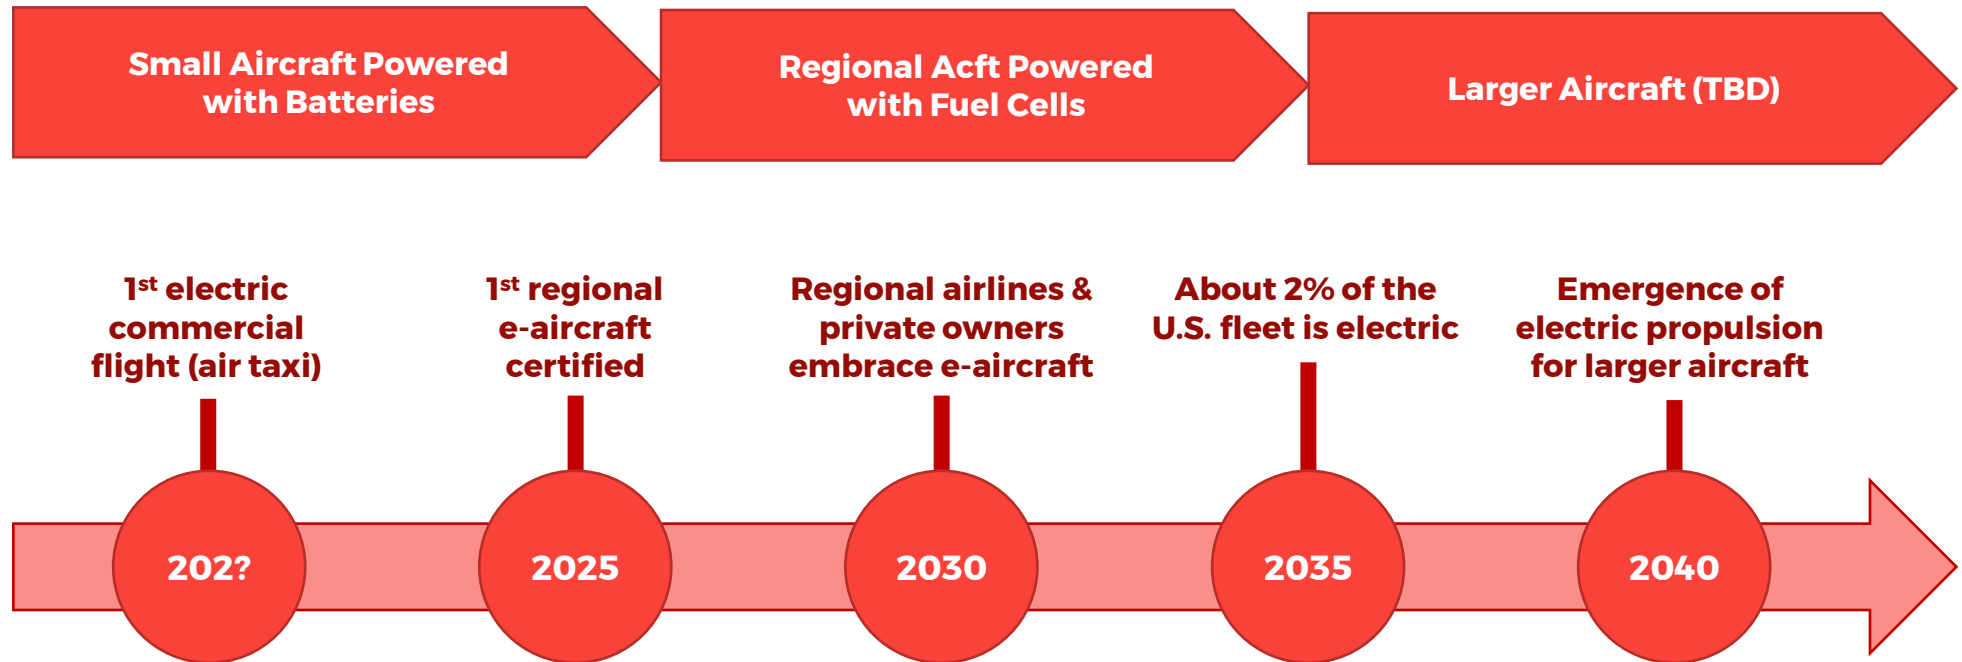 Small Aircraft Powered
with Batteries
Regional Acft Powered
with Fuel Cells
Larger Aircraft (TBD)
1st electric
commercial
flight (air taxi)
1st regional
e-aircraft
certified
Regional airlines &
private owners
embrace e-aircraft
About 2% of the
U.S. fleet is electric
Emergence of
electric propulsion
for larger aircraft
202?
2025
2030
2035
2040